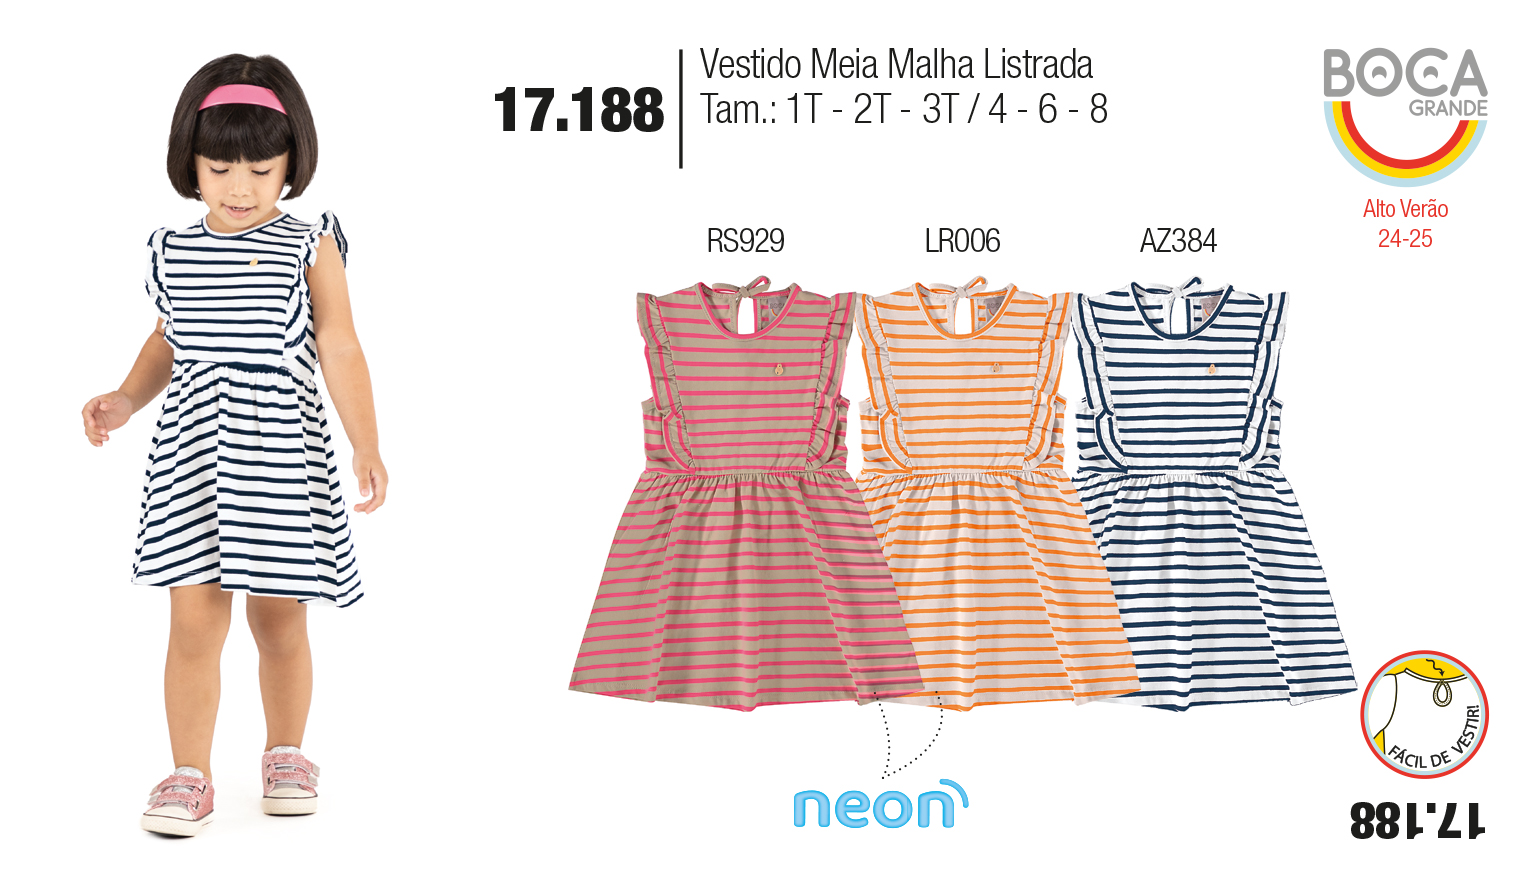 17.188
Vestido Meia Malha Listrada
Tam.: 1T - 2T - 3T / 4 - 6 - 8
BOCA
GRANDE
Alto Verão
24-25
RS929
LR006
AZ384
neon
FÁCIL DE VESTIR!
17.188